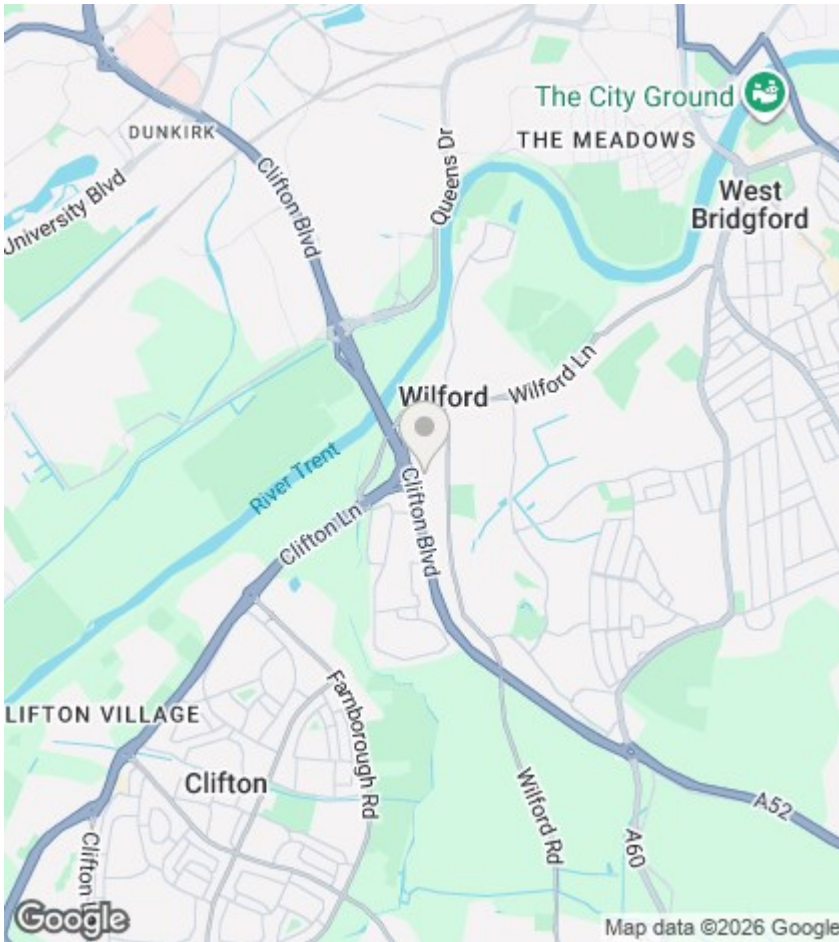 The City Ground
DUNKIRK
THE MEADOWS
Clifton Blvd
Queens Dr
University Blvd
West
Bridgford
Wilford
Wilford Ln
River Trent
Clifton Ln
Clifton Blvd
LIFTON VILLAGE
Farnborough Rd
Clifton
Wilford Rd
A52
A60
Clifton
Google
Map data ©2026 Google